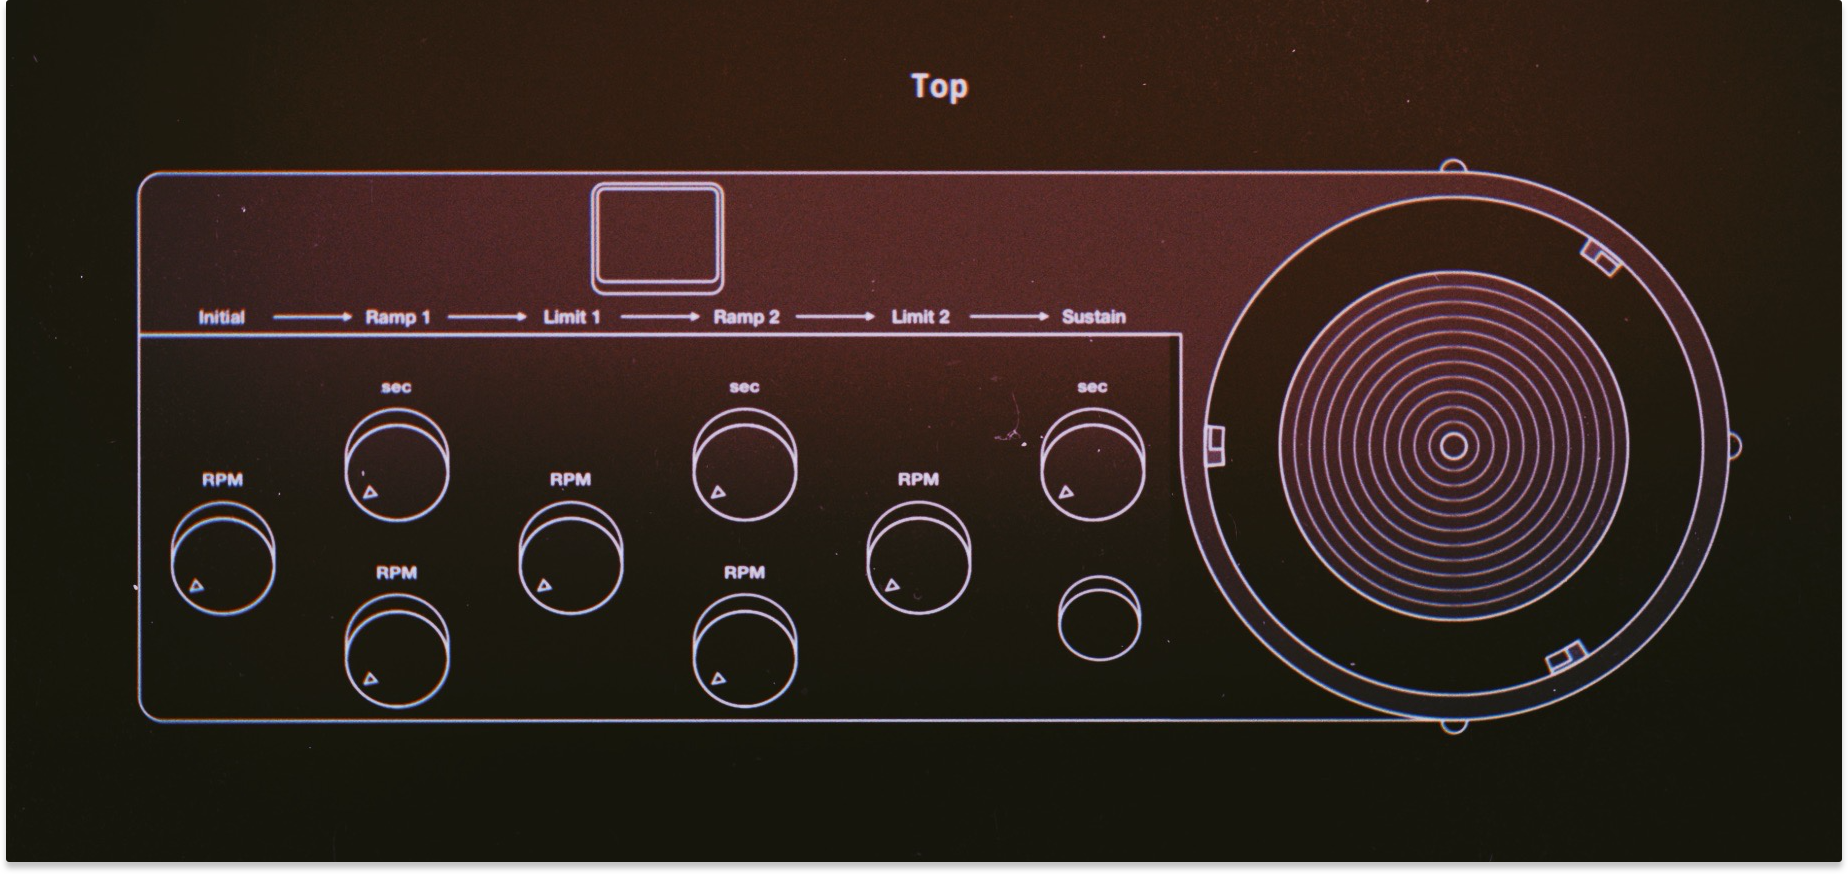 Top
Initial Ramp 1 Limit 1 Ramp 2 Limit 2 Sustain
sec sec sec
RPM RPM RPM
RPM RPM